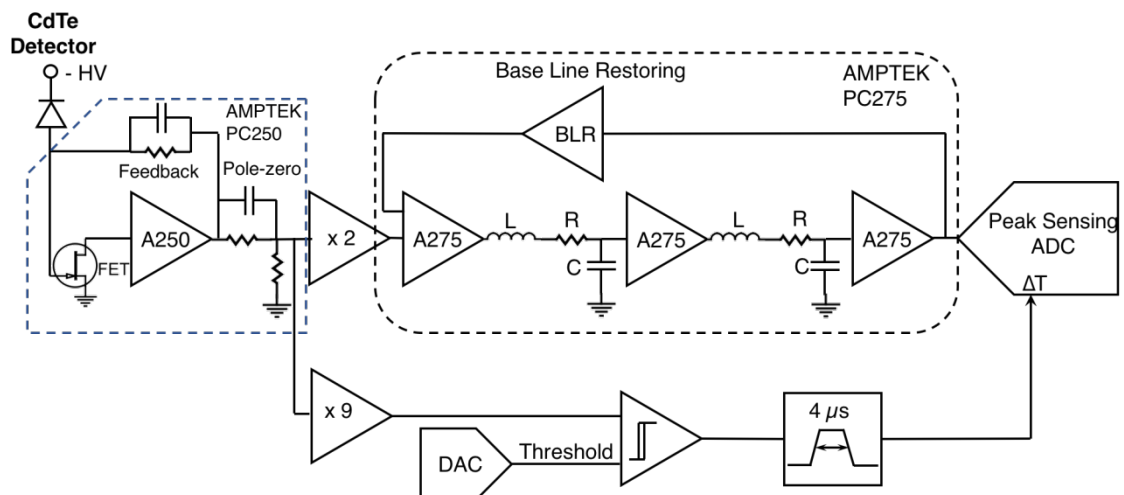 CdTe
Detector
- HV
AMPTEK
PC250
Feedback
Pole-zero
A250
FET
x 2
Base Line Restoring
AMPTEK
PC275
BLR
A275
L
R
C
A275
L
R
C
A275
Peak Sensing
ADC
ΔT
x 9
DAC
Threshold
4 μs